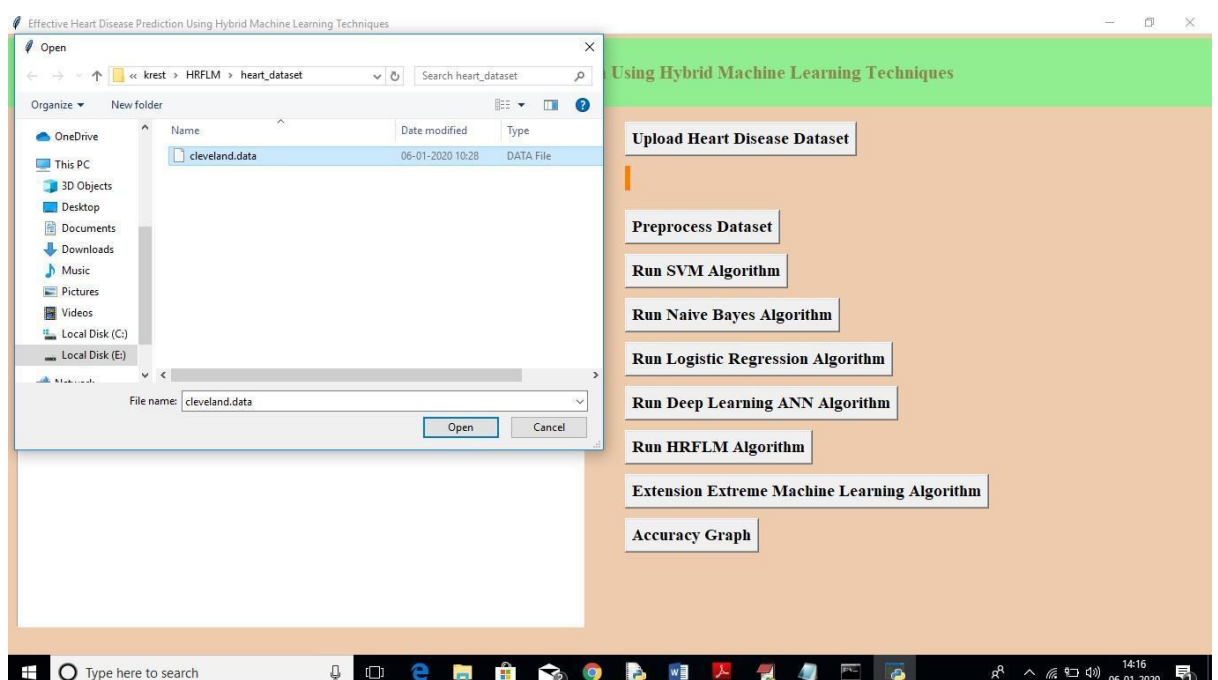 Effective Heart Disease Prediction Using Hybrid Machine Learning Techniques
Open
« krest > HRFLM > heart_dataset
Search heart_dataset
Using Hybrid Machine Learning Techniques
Organize
New folder
OneDrive
This PC
3D Objects
Desktop
Documents
Downloads
Music
Pictures
Videos
Local Disk (C:)
Local Disk (E:)
Name
Date modified
Type
cleveland.data
06-01-2020 10:28
DATA File
File name:
cleveland.data
Open
Cancel
Upload Heart Disease Dataset
Preprocess Dataset
Run SVM Algorithm
Run Naive Bayes Algorithm
Run Logistic Regression Algorithm
Run Deep Learning ANN Algorithm
Run HRFLM Algorithm
Extension Extreme Machine Learning Algorithm
Accuracy Graph
Type here to search
14:16
06-01-2020